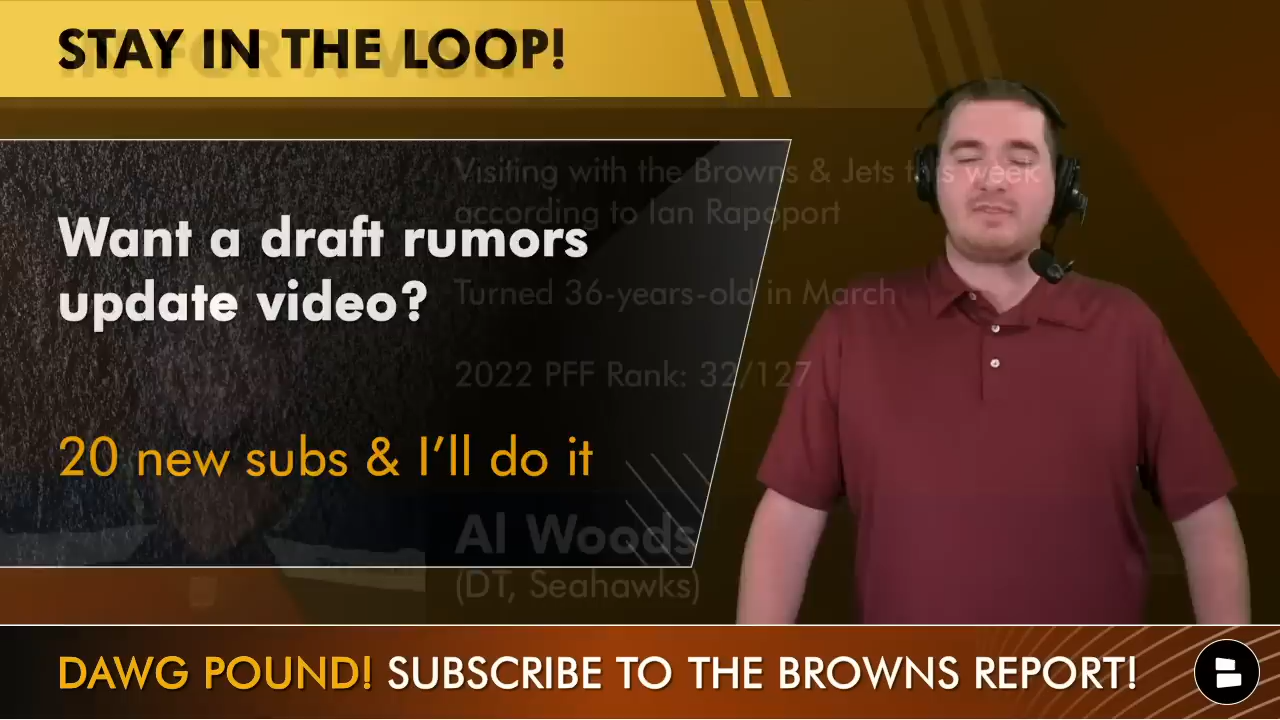 STAY IN THE LOOP!
Want a draft rumors
update video?
20 new subs & I'll do it
Visiting with the Browns & Jets this week
according to Ian Rapoport
Turned 36-years-old in March
2022 PFF Rank: 32/127
Al Woods
(DT, Seahawks)
DAWG POUND! SUBSCRIBE TO THE BROWNS REPORT!